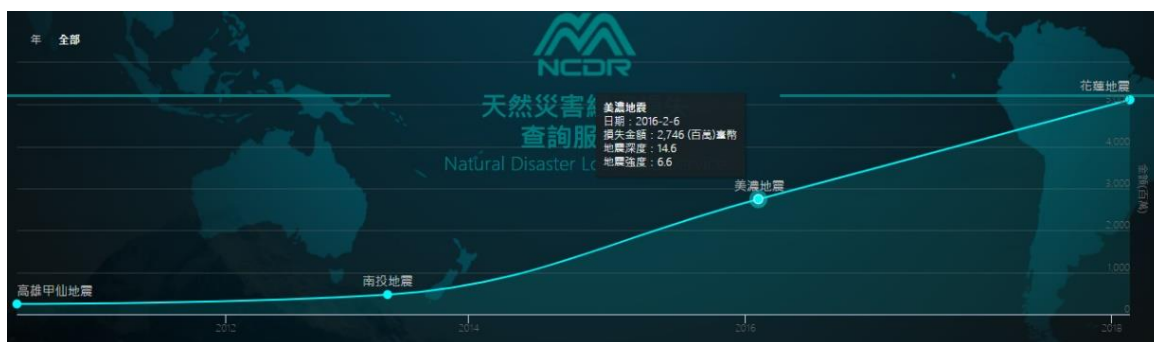 年 全部
NCDR
天然災害
查詢服
Natural Disaster Lo
美濃地震
日期：2016-2-6
損失金額：2,746 (百萬)臺幣
地震深度：14.6
地震強度：6.6
花蓮地震
4,000
美濃地震
3,000
金額(百萬)
2,000
南投地震
1,000
高雄甲仙地震
0
2012
2014
2016
2018